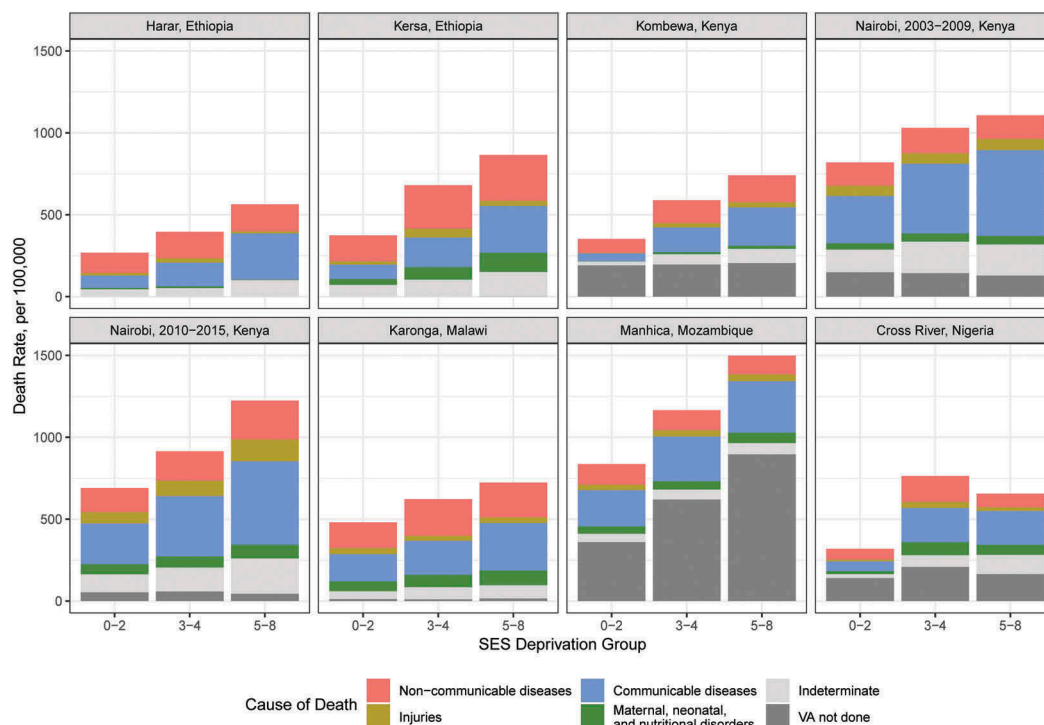 Harar, Ethiopia
Kersa, Ethiopia
Kombewa, Kenya
Nairobi, 2003−2009, Kenya
1500
1000
500
0
Nairobi, 2010−2015, Kenya
Karonga, Malawi
Manhica, Mozambique
Cross River, Nigeria
1500
1000
500
0
Death Rate, per 100,000
0−2 3−4 5−8
0−2 3−4 5−8
0−2 3−4 5−8
0−2 3−4 5−8
SES Deprivation Group
Cause of Death
Non−communicable diseases
Injuries
Communicable diseases
Maternal, neonatal,
and nutritional disorders
Indeterminate
VA not done